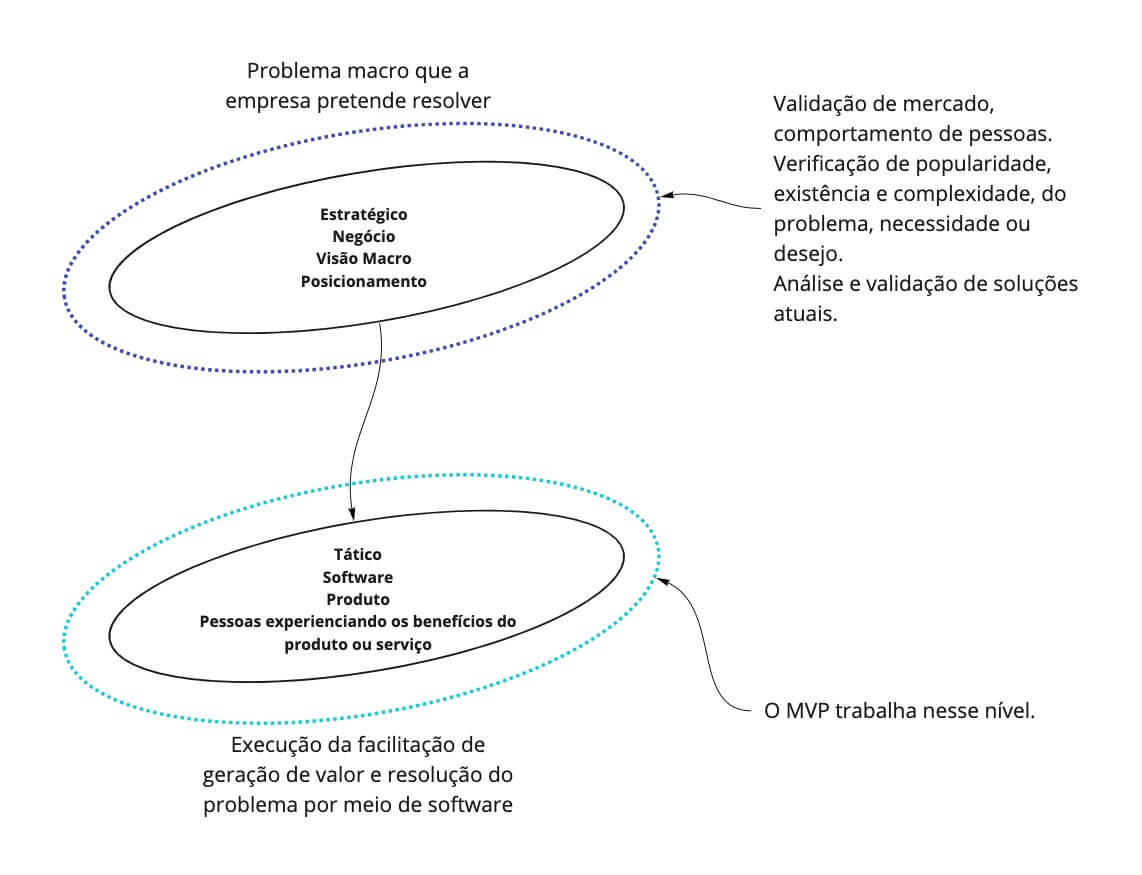 Problema macro que a
empresa pretende resolver
Validação de mercado,
comportamento de pessoas.
Verificação de popularidade,
existência e complexidade, do
problema, necessidade ou
desejo.
Análise e validação de soluções
atuais.
Estratégico
Negócio
Visão Macro
Posicionamento
Tático
Software
Produto
Pessoas experienciando os benefícios do
produto ou serviço
O MVP trabalha nesse nível.
Execução da facilitação de
geração de valor e resolução do
problema por meio de software